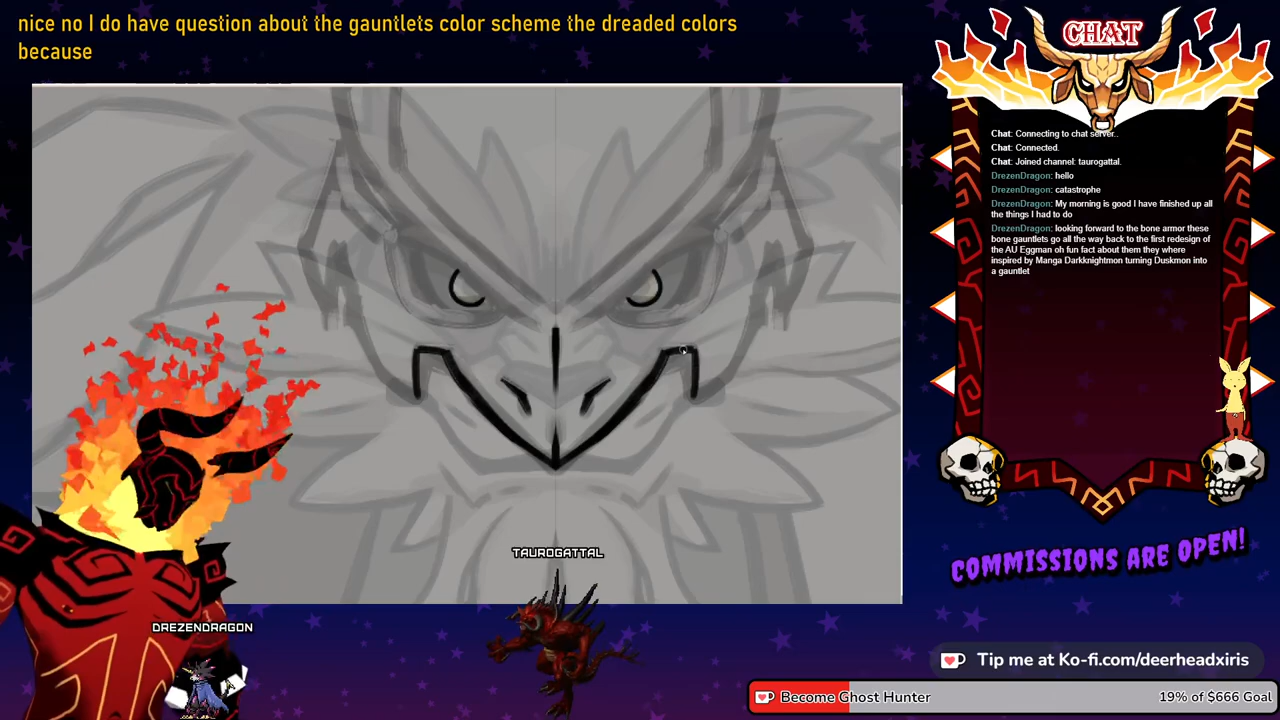 nice no I do have question about the gauntlets color scheme the dreaded colors
because
CHAT
Chat: Connecting to chat server..
Chat: Connected.
Chat: Joined channel: taurogattal.
DrezenDragon: hello
DrezenDragon: catastrophe
DrezenDragon: My morning is good I have finished up all
the things I had to do
DrezenDragon: looking forward to the bone armor these
bone gauntlets go all the way back to the first redesign of
the AU Eggman oh fun fact about them they where
inspired by Manga Darkknightmon turning Duskmon into
a gauntlet
TAUROGATTAL
COMMISSIONS ARE OPEN!
DREZENDRAGON
Tip me at Ko-fi.com/deerheadxiris
Become Ghost Hunter 19% of $666 Goal